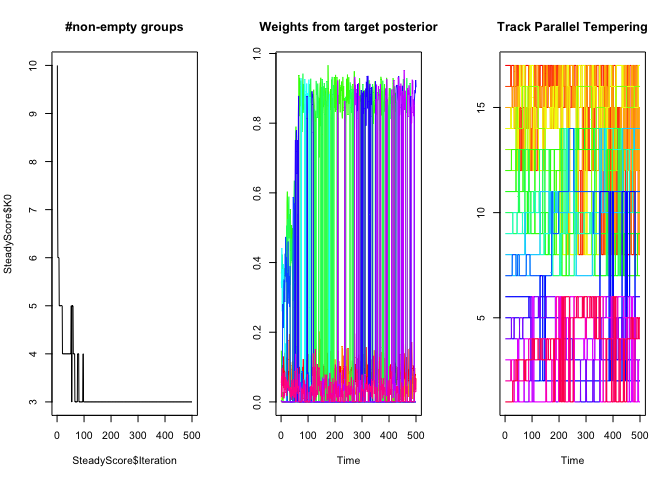 #non-empty groups
SteadyScore$K0
10
9
8
7
6
5
4
3
0 100 200 300 400 500
SteadyScore$Iteration
Weights from target posterior
1.0
0.8
0.6
0.4
0.2
0.0
0 100 200 300 400 500
Time
Track Parallel Tempering
15
10
5
0 100 200 300 400 500
Time